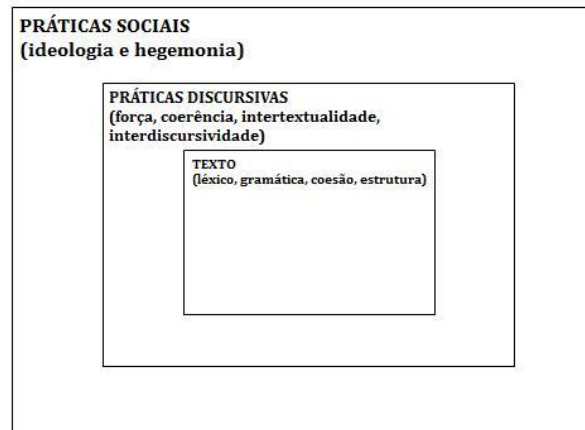 PRÁTICAS SOCIAIS
(ideologia e hegemonia)
PRÁTICAS DISCURSIVAS
(força, coerência, intertextualidade,
interdiscursividade)
TEXTO
(léxico, gramática, coesão, estrutura)